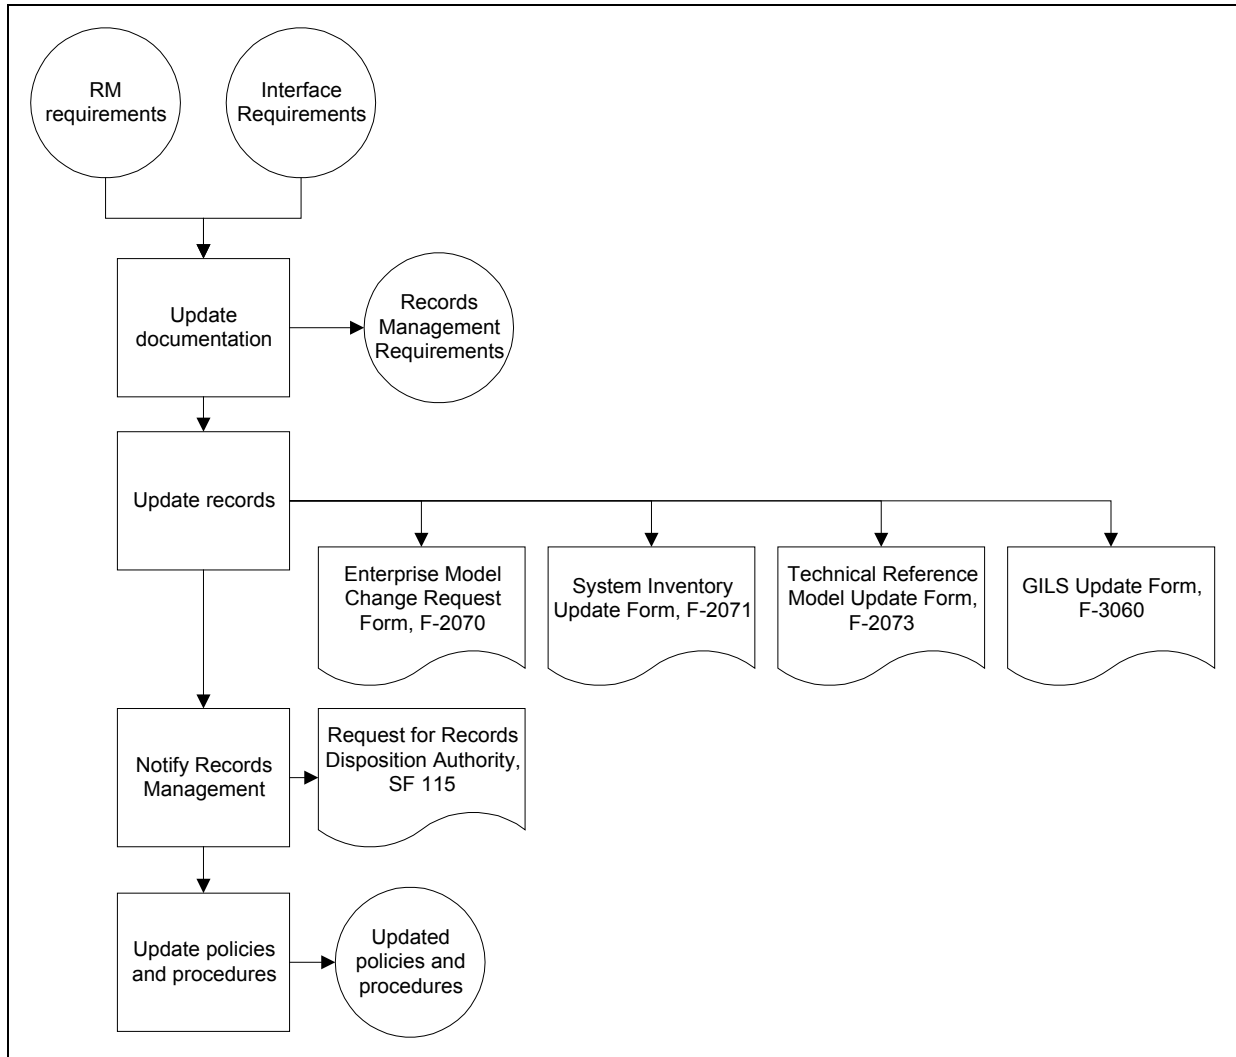 RM
requirements
Interface
Requirements
Update
documentation
Records
Management
Requirements
Update records
Enterprise Model
Change Request
Form, F-2070
System Inventory
Update Form, F-2071
Technical Reference
Model Update Form,
F-2073
GILS Update Form,
F-3060
Notify Records
Management
Request for Records
Disposition Authority,
SF 115
Update policies
and procedures
Updated
policies and
procedures